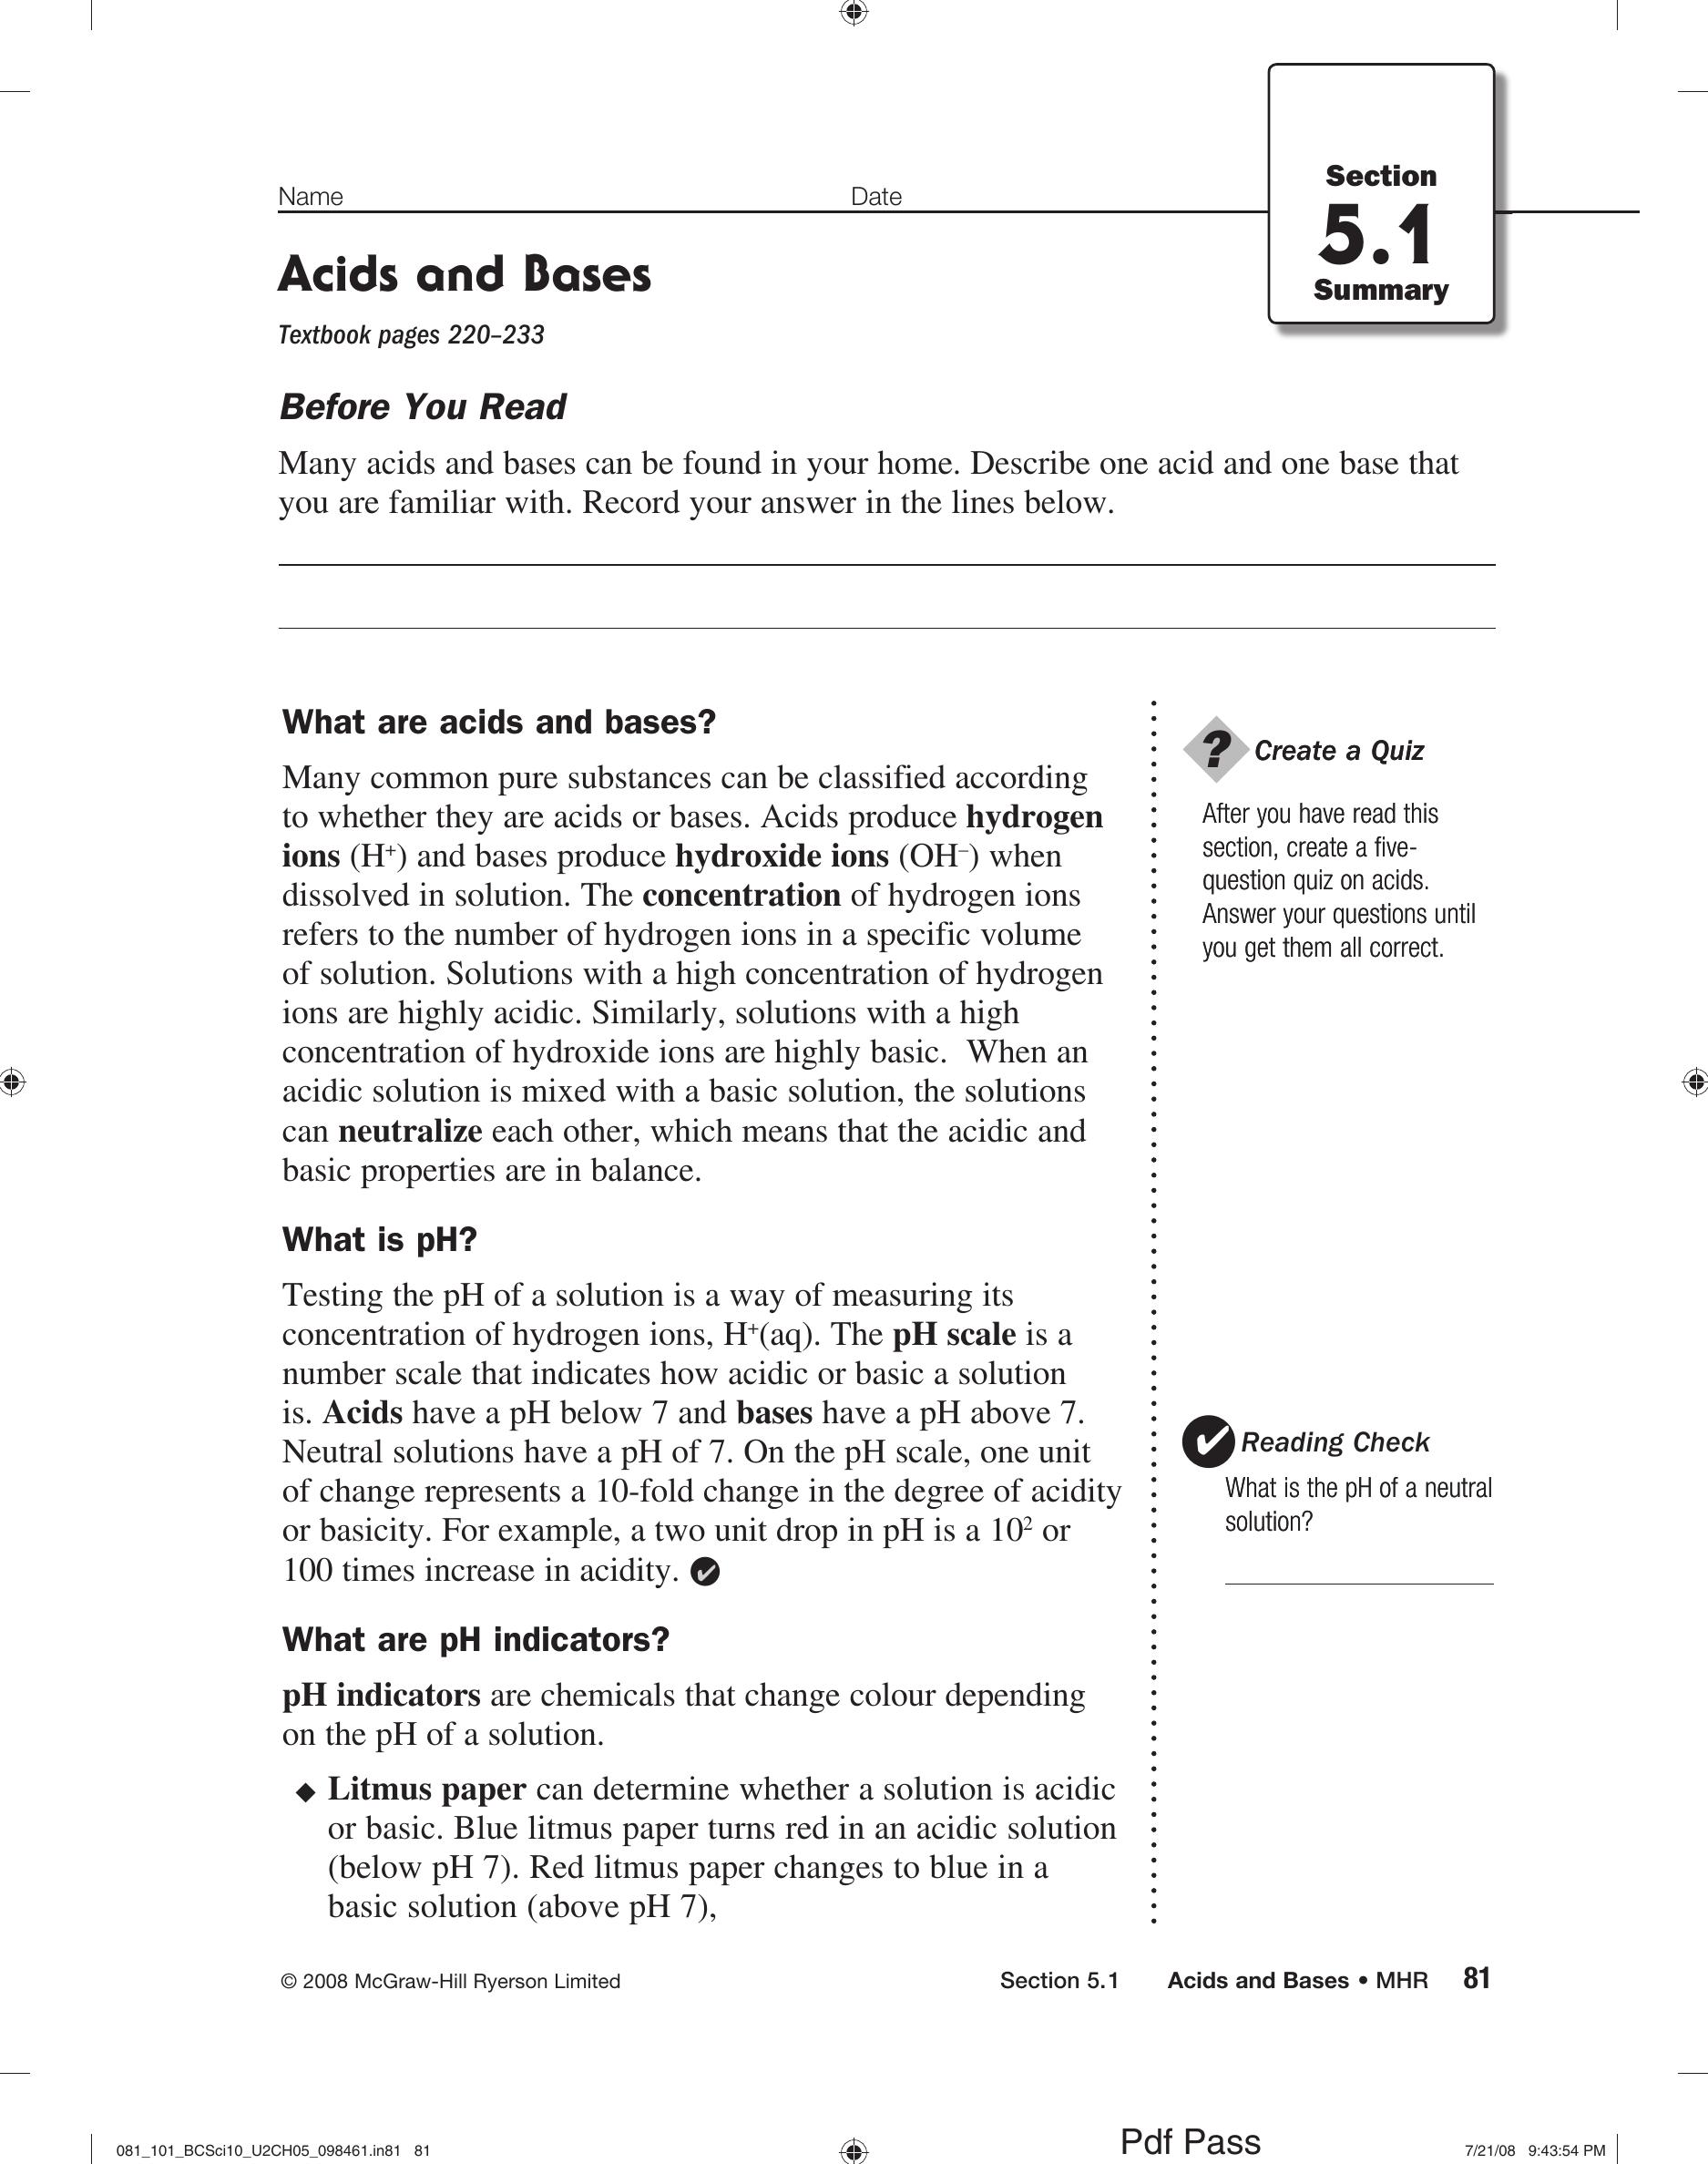 Name Date
Section
5.1
Summary
Acids and Bases
Textbook pages 220–233
Before You Read
Many acids and bases can be found in your home. Describe one acid and one base that
you are familiar with. Record your answer in the lines below.
What are acids and bases?
Many common pure substances can be classified according
to whether they are acids or bases. Acids produce hydrogen
ions (H⁺) and bases produce hydroxide ions (OH⁻) when
dissolved in solution. The concentration of hydrogen ions
refers to the number of hydrogen ions in a specific volume
of solution. Solutions with a high concentration of hydrogen
ions are highly acidic. Similarly, solutions with a high
concentration of hydroxide ions are highly basic.  When an
acidic solution is mixed with a basic solution, the solutions
can neutralize each other, which means that the acidic and
basic properties are in balance.
What is pH?
Testing the pH of a solution is a way of measuring its
concentration of hydrogen ions, H⁺(aq). The pH scale is a
number scale that indicates how acidic or basic a solution
is. Acids have a pH below 7 and bases have a pH above 7.
Neutral solutions have a pH of 7. On the pH scale, one unit
of change represents a 10-fold change in the degree of acidity
or basicity. For example, a two unit drop in pH is a 10² or
100 times increase in acidity. ✔
What are pH indicators?
pH indicators are chemicals that change colour depending
on the pH of a solution.
◆ Litmus paper can determine whether a solution is acidic
or basic. Blue litmus paper turns red in an acidic solution
(below pH 7). Red litmus paper changes to blue in a
basic solution (above pH 7),
? Create a Quiz
After you have read this
section, create a five-
question quiz on acids.
Answer your questions until
you get them all correct.
✔ Reading Check
What is the pH of a neutral
solution?
© 2008 McGraw-Hill Ryerson Limited Section 5.1 Acids and Bases • MHR 81
Pdf Pass
081_101_BCSci10_U2CH05_098461.in81 81 7/21/08 9:43:54 PM